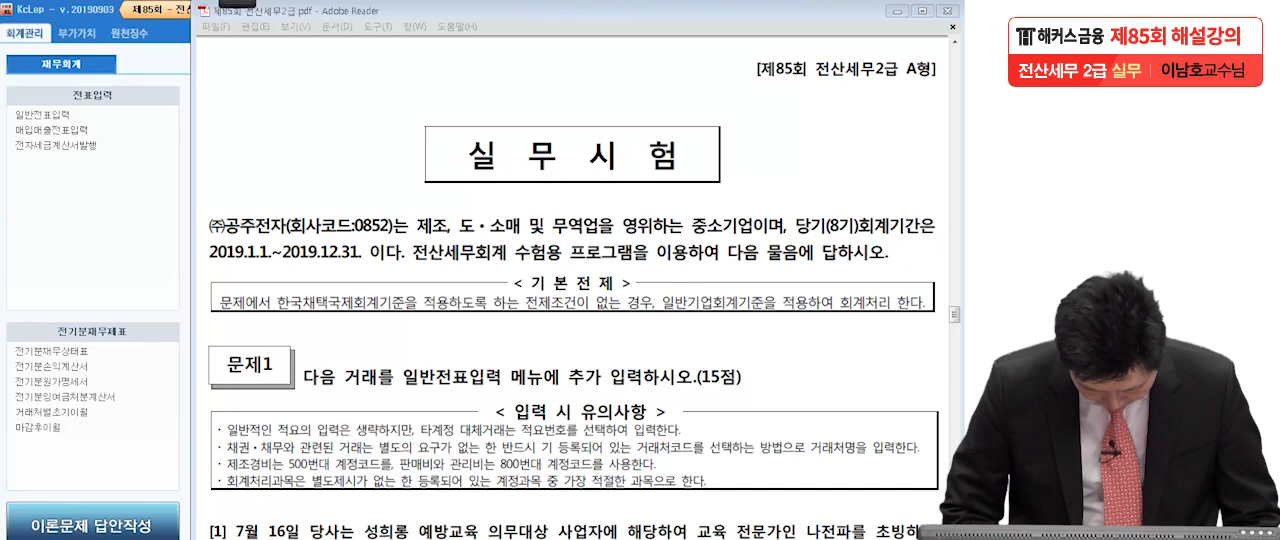 KcLep - v.20190903
제85회 - 전산
회계관리 부가가치 원천징수
재무회계
전표입력
일반전표입력
매입매출전표입력
전자세금계산서발행
전기분재무제표
전기분재무상태표
전기분손익계산서
전기분원가명세서
전기분잉여금처분계산서
거래처별초기이월
마감후이월
이론문제 답안작성
제85회 전산세무2급.pdf - Adobe Reader
파일(F) 편집(E) 보기(V) 문서(D) 도구(T) 창(W) 도움말(H)
[제85회 전산세무2급 A형]
실 무 시 험
㈜공주전자(회사코드:0852)는 제조, 도·소매 및 무역업을 영위하는 중소기업이며, 당기(8기)회계기간은
2019.1.1.~2019.12.31. 이다. 전산세무회계 수험용 프로그램을 이용하여 다음 물음에 답하시오.
< 기 본 전 제 >
문제에서 한국채택국제회계기준을 적용하도록 하는 전제조건이 없는 경우, 일반기업회계기준을 적용하여 회계처리 한다.
문제1 다음 거래를 일반전표입력 메뉴에 추가 입력하시오.(15점)
< 입력 시 유의사항 >
· 일반적인 적요의 입력은 생략하지만, 타계정 대체거래는 적요번호를 선택하여 입력한다.
· 채권·채무와 관련된 거래는 별도의 요구가 없는 한 반드시 기 등록되어 있는 거래처코드를 선택하는 방법으로 거래처명을 입력한다.
· 제조경비는 500번대 계정코드를, 판매비와 관리비는 800번대 계정코드를 사용한다.
· 회계처리과목은 별도제시가 없는 한 등록되어 있는 계정과목 중 가장 적절한 과목으로 한다.
[1] 7월 16일 당사는 성희롱 예방교육 의무대상 사업자에 해당하여 교육 전문가인 나전파를 초빙하
해커스금융 제85회 해설강의
전산세무 2급 실무 이남호교수님